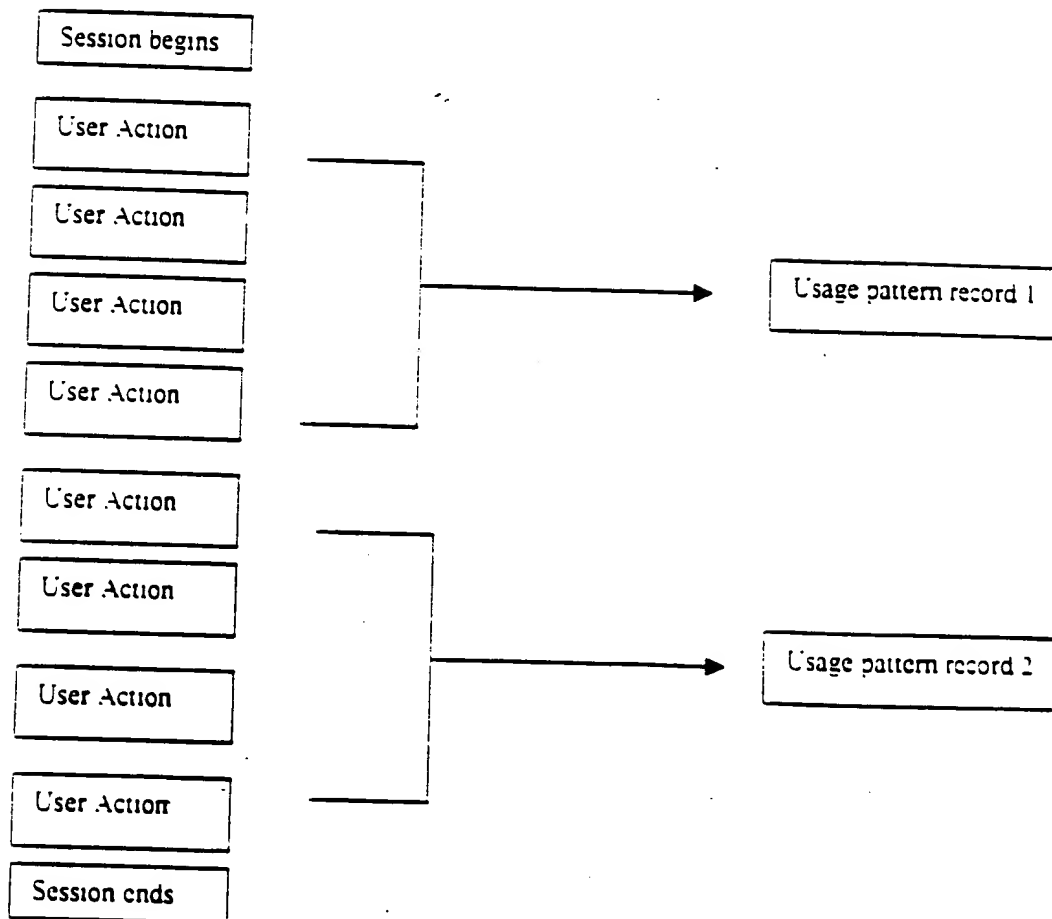 Session begins
User Action
User Action
User Action
User Action
Usage pattern record 1
User Action
User Action
User Action
User Action
Usage pattern record 2
Session ends